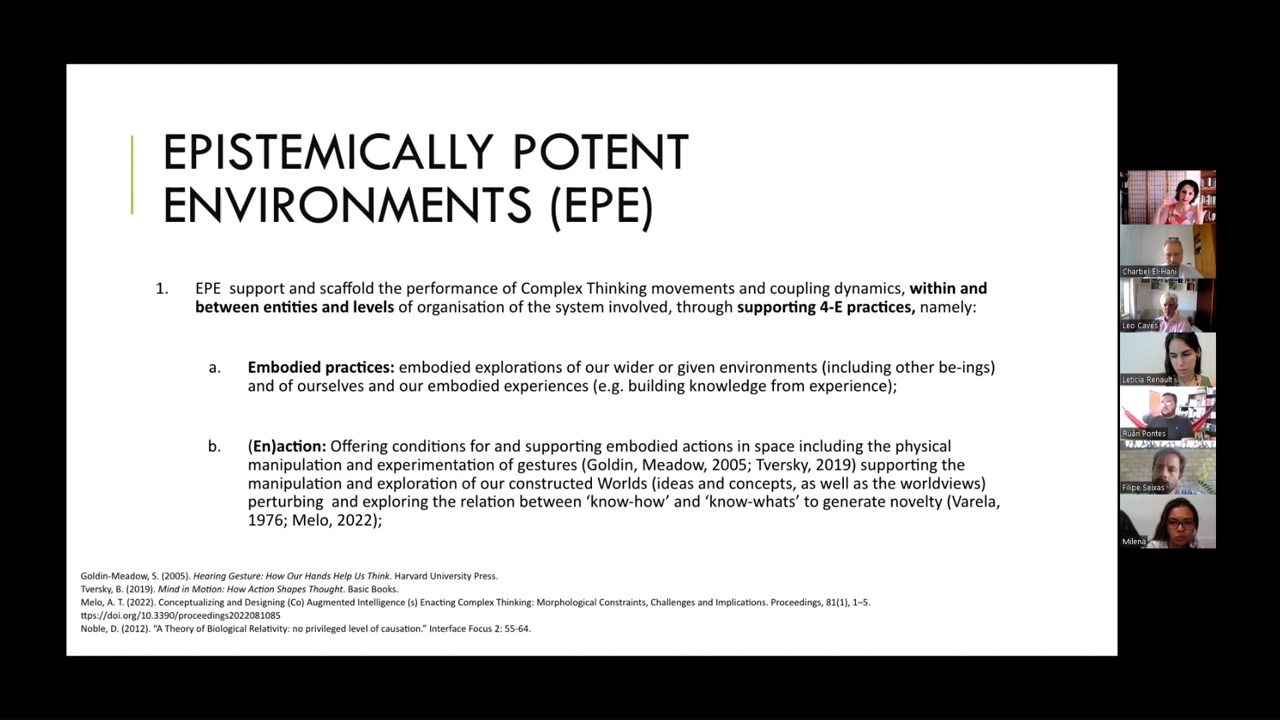 EPISTEMICALLY POTENT
ENVIRONMENTS (EPE)
1. EPE support and scaffold the performance of Complex Thinking movements and coupling dynamics, within and
between entities and levels of organisation of the system involved, through supporting 4-E practices, namely:
a. Embodied practices: embodied explorations of our wider or given environments (including other be-ings)
and of ourselves and our embodied experiences (e.g. building knowledge from experience);
b. (En)action: Offering conditions for and supporting embodied actions in space including the physical
manipulation and experimentation of gestures (Goldin, Meadow, 2005; Tversky, 2019) supporting the
manipulation and exploration of our constructed Worlds (ideas and concepts, as well as the worldviews)
perturbing and exploring the relation between ‘know-how’ and ‘know-whats’ to generate novelty (Varela,
1976; Melo, 2022);
Goldin-Meadow, S. (2005). Hearing Gesture: How Our Hands Help Us Think. Harvard University Press.
Tversky, B. (2019). Mind in Motion: How Action Shapes Thought. Basic Books.
Melo, A. T. (2022). Conceptualizing and Designing (Co) Augmented Intelligence (s) Enacting Complex Thinking: Morphological Constraints, Challenges and Implications. Proceedings, 81(1), 1–5.
ttps://doi.org/10.3390/proceedings2022081085
Noble, D. (2012). “A Theory of Biological Relativity: no privileged level of causation.” Interface Focus 2: 55-64.
Charbel El-Hani
Leo Caves
Leticia Renault
Ruán Pontes
Filipe Seixas
Milena